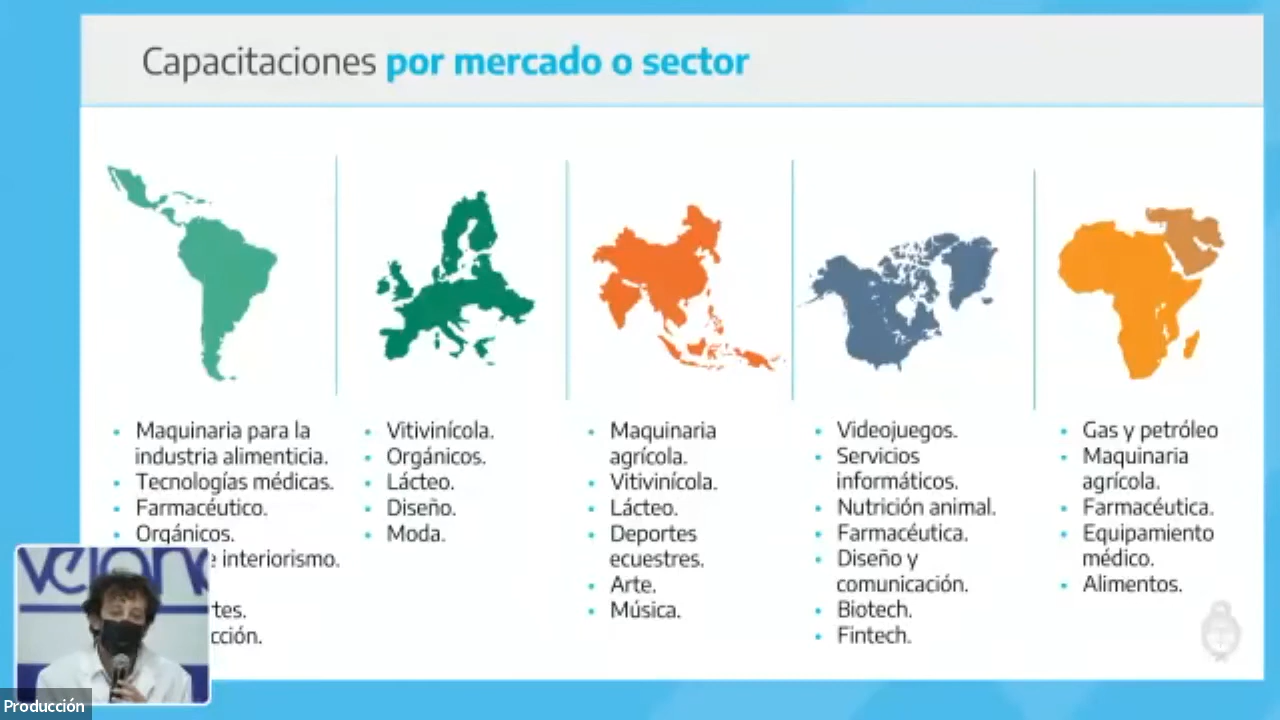 Capacitaciones por mercado o sector
• Maquinaria para la
industria alimenticia.
• Tecnologías médicas.
• Farmacéutico.
• Orgánicos.
interiorismo.
• Vitivinícola.
• Orgánicos.
• Lácteo.
• Diseño.
• Moda.
• Maquinaria
agrícola.
• Vitivinícola.
• Lácteo.
• Deportes
ecuestres.
• Arte.
• Música.
• Videojuegos.
• Servicios
informáticos.
• Nutrición animal.
• Farmacéutica.
• Diseño y
comunicación.
• Biotech.
• Fintech.
• Gas y petróleo
• Maquinaria
agrícola.
• Farmacéutica.
• Equipamiento
médico.
• Alimentos.
Producción